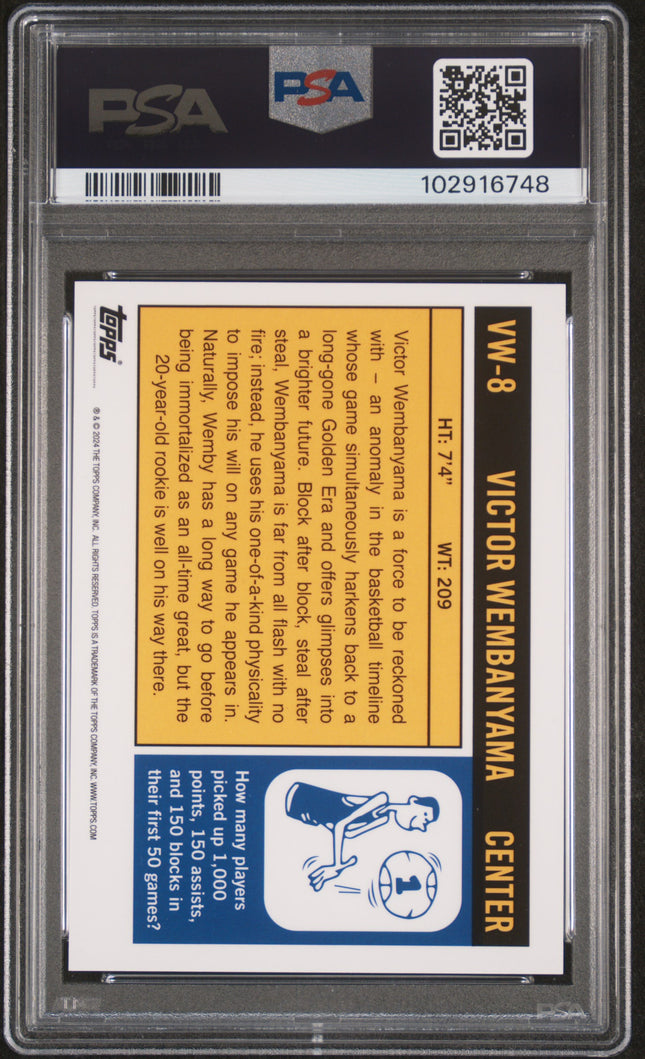 PSA
PSA
102916748
VW-8 VICTOR WEMBANYAMA CENTER
HT: 7'4" WT: 209
Victor Wembanyama is a force to be reckoned
with – an anomaly in the basketball timeline
whose game simultaneously harkens back to a
long-gone Golden Era and offers glimpses into
a brighter future. Block after block, steal after
steal, Wembanyama is far from all flash with no
fire; instead, he uses his one-of-a-kind physicality
to impose his will on any game he appears in.
Naturally, Wemby has a long way to go before
being immortalized as an all-time great, but the
20-year-old rookie is well on his way there.
1
How many players
picked up 1,000
points, 150 assists,
and 150 blocks in
their first 50 games?
topps®
® & © 2024 THE TOPPS COMPANY, INC. ALL RIGHTS RESERVED. TOPPS IS A TRADEMARK OF THE TOPPS COMPANY, INC. WWW.TOPPS.COM
PSA